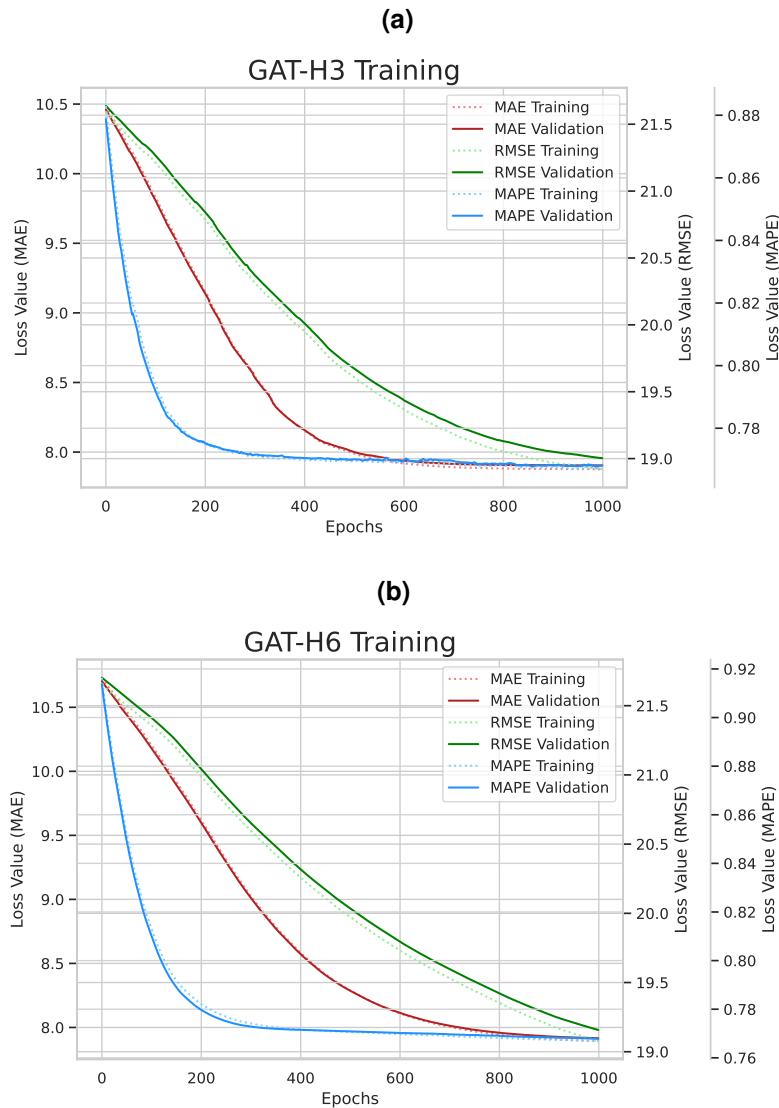 (a)
GAT-H3 Training
MAE Training
MAE Validation
RMSE Training
RMSE Validation
MAPE Training
MAPE Validation
10.5
10.0
9.5
9.0
8.5
8.0
Loss Value (MAE)
21.5
21.0
20.5
20.0
19.5
19.0
Loss Value (RMSE)
0.88
0.86
0.84
0.82
0.80
0.78
Loss Value (MAPE)
0 200 400 600 800 1000
Epochs
(b)
GAT-H6 Training
MAE Training
MAE Validation
RMSE Training
RMSE Validation
MAPE Training
MAPE Validation
10.5
10.0
9.5
9.0
8.5
8.0
Loss Value (MAE)
21.5
21.0
20.5
20.0
19.5
19.0
Loss Value (RMSE)
0.92
0.90
0.88
0.86
0.84
0.82
0.80
0.78
0.76
Loss Value (MAPE)
0 200 400 600 800 1000
Epochs